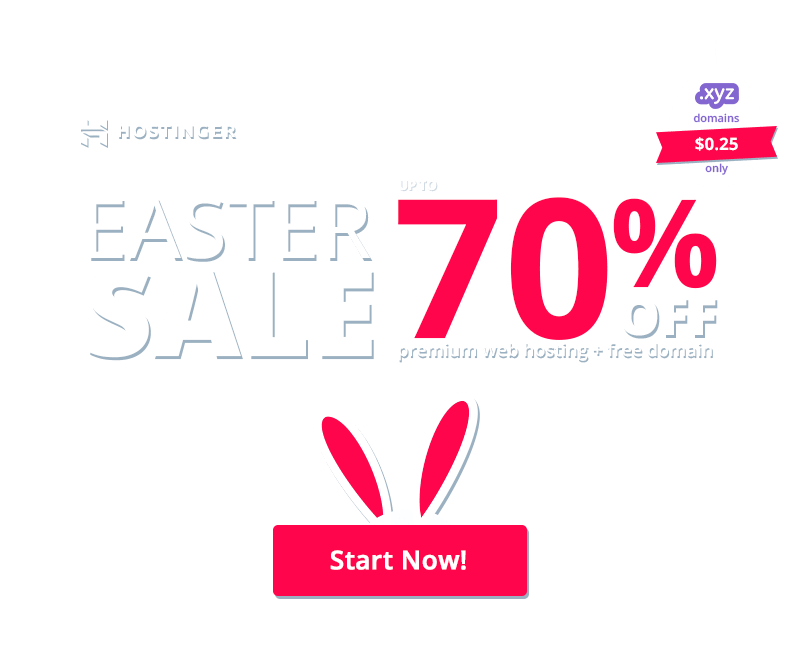 .xyz
domains
$0.25
only
HOSTINGER
EASTER
SALE
UP TO
70%
OFF
premium web hosting + free domain
Start Now!